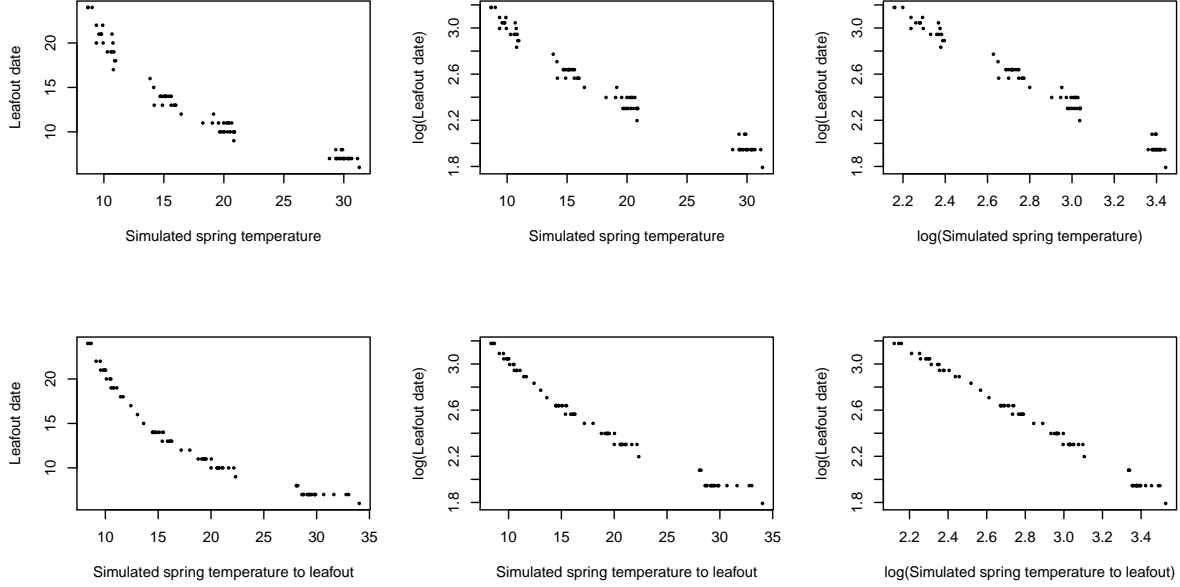 Leafout date
20
15
10
10 15 20 25 30
Simulated spring temperature
log(Leafout date)
3.0
2.6
2.2
1.8
10 15 20 25 30
Simulated spring temperature
log(Leafout date)
3.0
2.6
2.2
1.8
2.2 2.4 2.6 2.8 3.0 3.2 3.4
log(Simulated spring temperature)
Leafout date
20
15
10
10 15 20 25 30 35
Simulated spring temperature to leafout
log(Leafout date)
3.0
2.6
2.2
1.8
10 15 20 25 30 35
Simulated spring temperature to leafout
log(Leafout date)
3.0
2.6
2.2
1.8
2.2 2.4 2.6 2.8 3.0 3.2 3.4
log(Simulated spring temperature to leafout)